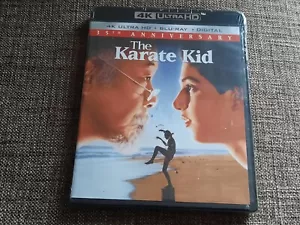 4K ULTRA HD
4K ULTRA HD + BLU-RAY + DIGITAL
35TH ANNIVERSARY
The
Karate Kid